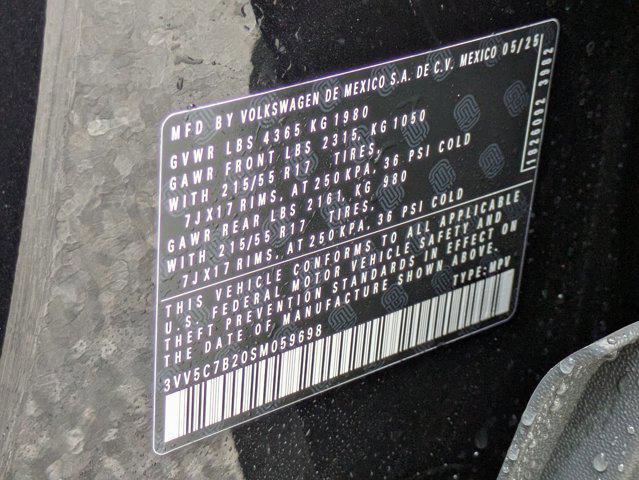 MFD BY VOLKSWAGEN DE MEXICO S.A. DE C.V. MEXICO 05/25
GVWR LBS 4365 KG 1980
GAWR FRONT LBS 2315, KG 1050
WITH 215/55 R17 TIRES,
7JX17 RIMS, AT 250 KPA, 36 PSI COLD
GAWR REAR LBS 2161, KG 980
WITH 215/55 R17 TIRES.
7JX17 RIMS, AT 250 KPA, 36 PSI COLD
THIS VEHICLE CONFORMS TO ALL APPLICABLE
U.S. FEDERAL MOTOR VEHICLE SAFETY AND
THEFT PREVENTION STANDARDS IN EFFECT ON
THE DATE OF MANUFACTURE SHOWN ABOVE.
TYPE: MPV
3VV5C7B20SM059698